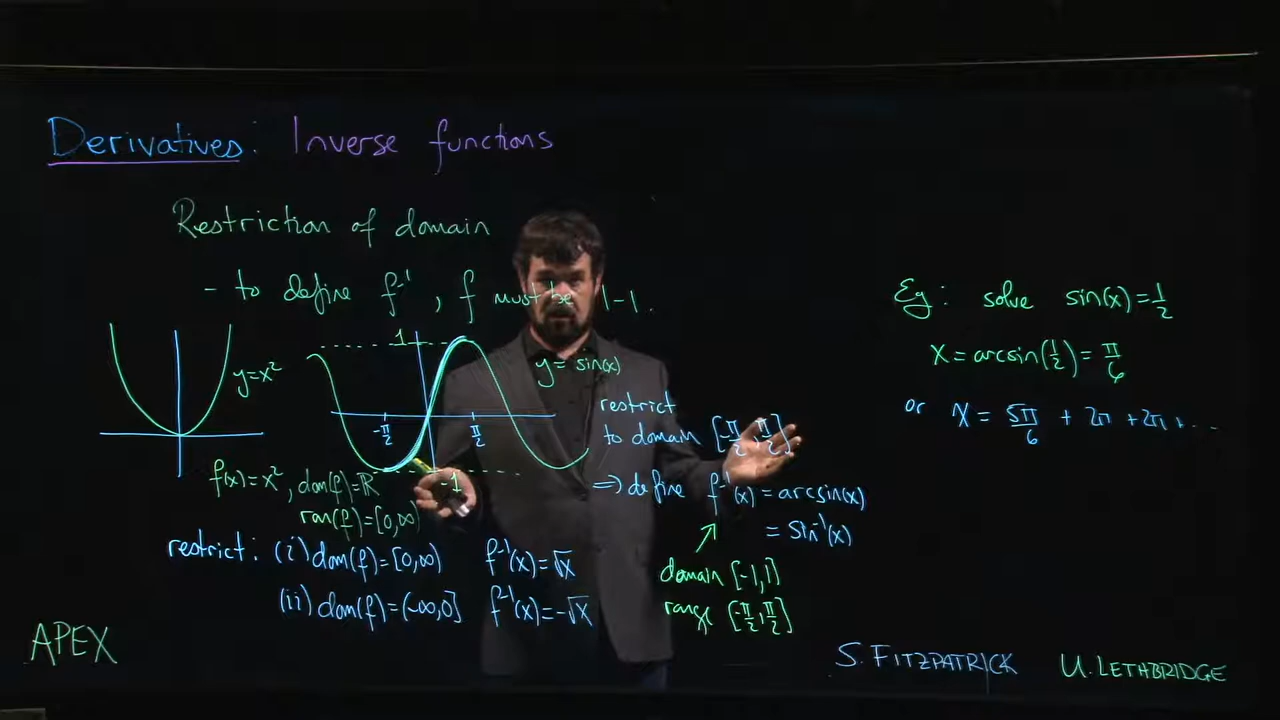 Derivatives: Inverse functions
Restriction of domain
- to define f⁻¹, f must be 1-1.
y=x²
1
-π/2
π/2
-1
y= sin(x)
f(x)=x², dom(f)=ℝ
ran(f)=[0,∞)
restrict: (i) dom(f)=[0,∞) f⁻¹(x)=√x
(ii) dom(f)=(-∞,0] f⁻¹(x)=-√x
restrict
to domain [-π/2,π/2]
⇒ define f⁻¹(x)=arcsin(x)
= sin⁻¹(x)
domain [-1,1]
range [-π/2,π/2]
Eg: solve sin(x)=1/2
x=arcsin(1/2)=π/6
or x = 5π/6 + 2π + 2π + ...
APEX
S. FITZPATRICK U. LETHBRIDGE